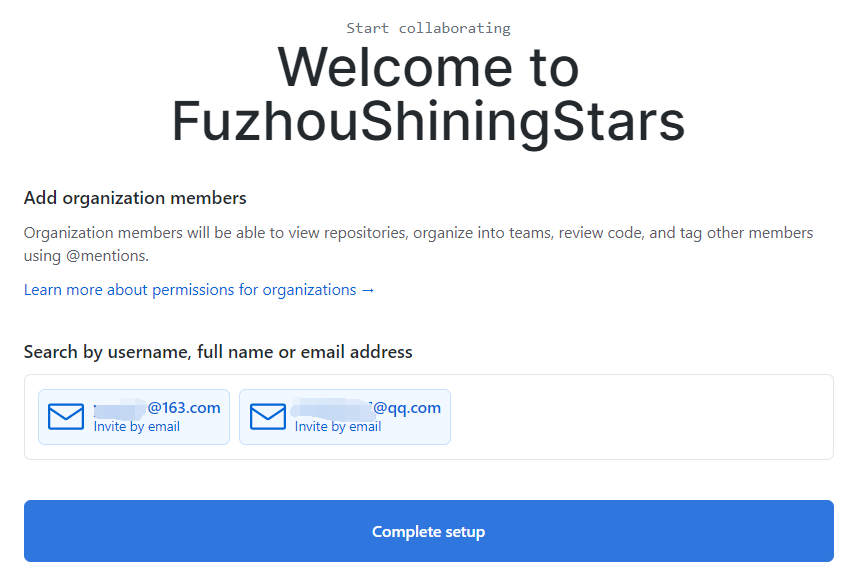 Start collaborating
Welcome to
FuzhouShiningStars
Add organization members
Organization members will be able to view repositories, organize into teams, review code, and tag other members
using @mentions.
Learn more about permissions for organizations →
Search by username, full name or email address
@163.com
Invite by email
@qq.com
Invite by email
Complete setup